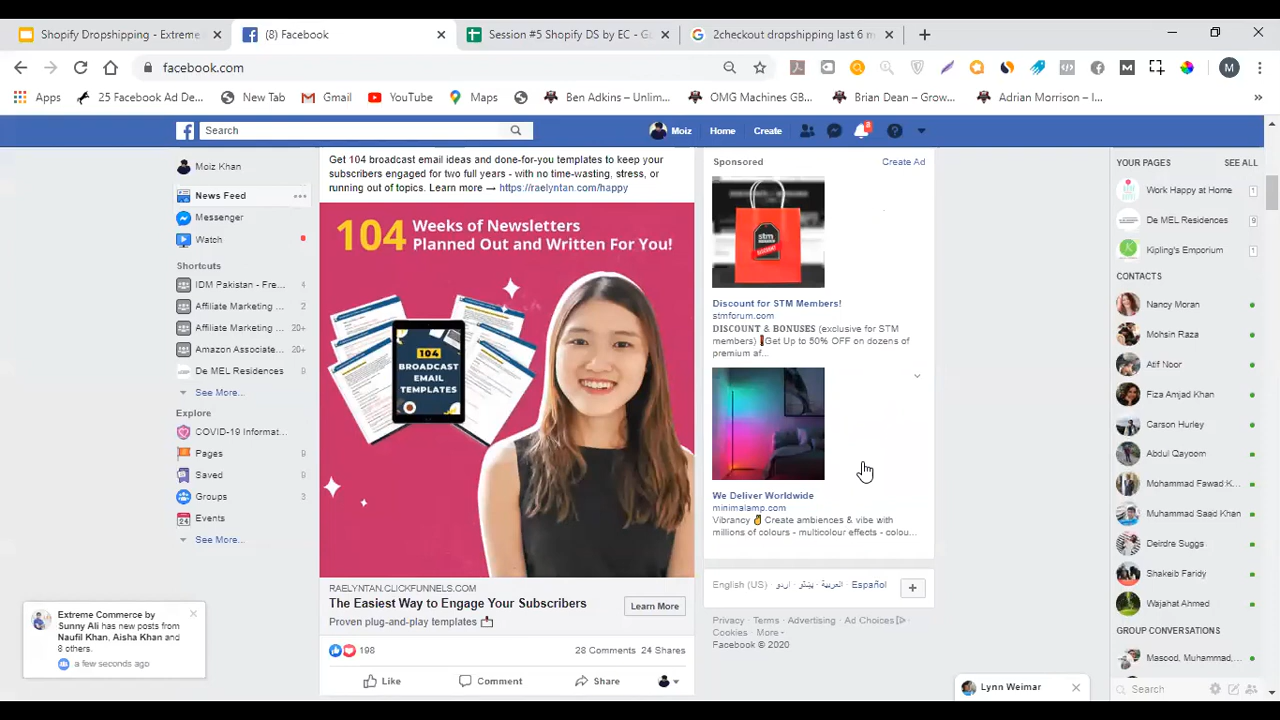 Shopify Dropshipping - Extreme
(8) Facebook
Session #5 Shopify DS by EC - G
2checkout dropshipping last 6 m
facebook.com
Apps
25 Facebook Ad De...
New Tab
Gmail
YouTube
Maps
Ben Adkins – Unlim...
OMG Machines GB...
Brian Dean – Grow...
Adrian Morrison – I...
Search
Moiz
Home
Create
8
Moiz Khan
News Feed
Messenger
Watch
Shortcuts
IDM Pakistan - Fre... 4
Affiliate Marketing ... 20+
Affiliate Marketing ... 20+
Amazon Associate... 20+
De MEL Residences 9
See More...
Explore
COVID-19 Informat...
Pages 9
Saved 9
Groups 3
Events
See More...
Extreme Commerce by
Sunny Ali has new posts from
Naufil Khan, Aisha Khan and
8 others.
a few seconds ago
Get 104 broadcast email ideas and done-for-you templates to keep your
subscribers engaged for two full years - with no time-wasting, stress, or
running out of topics. Learn more → https://raelyntan.com/happy
104 Weeks of Newsletters
Planned Out and Written For You!
104
BROADCAST
EMAIL
TEMPLATES
RAELYNTAN.CLICKFUNNELS.COM
The Easiest Way to Engage Your Subscribers
Proven plug-and-play templates
Learn More
198
28 Comments 24 Shares
Like
Comment
Share
Sponsored
Create Ad
stm
DISCOUNT
Discount for STM Members!
stmforum.com
DISCOUNT & BONUSES (exclusive for STM
members) Get Up to 50% OFF on dozens of
premium af...
We Deliver Worldwide
minimalamp.com
Vibrancy Create ambiences & vibe with
millions of colours - multicolour effects - colou...
English (US) · اردو · پښتو · العربية · Español
Privacy · Terms · Advertising · Ad Choices
Cookies · More
Facebook © 2020
YOUR PAGES
SEE ALL
Work Happy at Home 1
De MEL Residences 9
Kipling's Emporium 1
CONTACTS
Nancy Moran
Mohsin Raza
Atif Noor
Fiza Amjad Khan
Carson Hurley
Abdul Qayoom
Mohammad Fawad K...
Muhammad Saad Khan
Deirdre Suggs
Shakeib Faridy
Wajahat Ahmed
GROUP CONVERSATIONS
Masood, Muhammad,...
Search
Lynn Weimar